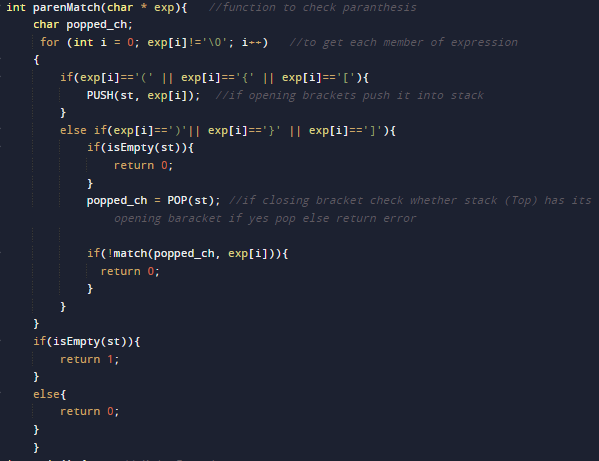 int parenMatch(char * exp){   //function to check paranthesis
    char popped_ch;
     for (int i = 0; exp[i]!='\0'; i++)   //to get each member of expression
    {
        if(exp[i]=='(' || exp[i]=='{' || exp[i]=='['){
            PUSH(st, exp[i]);  //if opening brackets push it into stack
        }
        else if(exp[i]==')'|| exp[i]=='}' || exp[i]==']'){
            if(isEmpty(st)){
                return 0;
            }
            popped_ch = POP(st); //if closing bracket check whether stack (Top) has its
                opening baracket if yes pop else return error
            if(!match(popped_ch, exp[i])){
              return 0;
            }
        }
    }
    if(isEmpty(st)){
        return 1;
    }
    else{
        return 0;
    }
    }